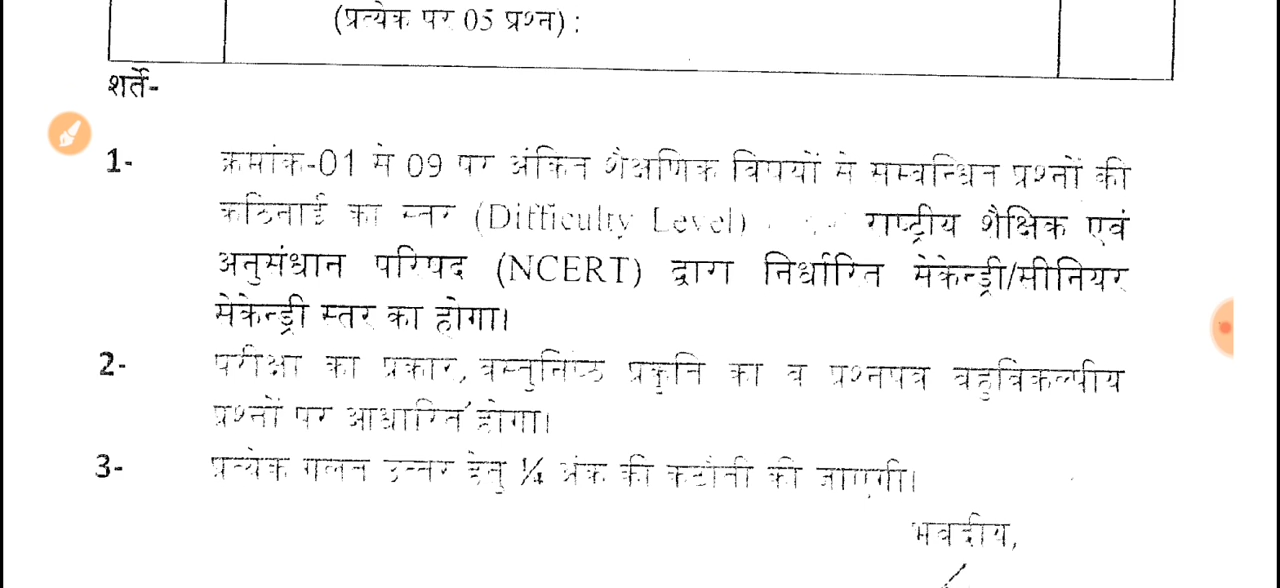 (प्रत्येक पर 05 प्रश्न) :
शर्ते-
1- क्रमांक-01 से 09 पर अंकित शैक्षणिक विषयों से सम्बन्धित प्रश्नों की
कठिनाई का स्तर (Difficulty Level) राष्ट्रीय शैक्षिक एवं
अनुसंधान परिषद (NCERT) द्वारा निर्धारित सेकेन्ड्री/सीनियर
सेकेन्ड्री स्तर का होगा।
2- परीक्षा का प्रकार, वस्तुनिष्ठ प्रकृति का व प्रश्नपत्र बहुविकल्पीय
प्रश्नों पर आधारित होगा।
3- प्रत्येक गलत उत्तर हेतु ¼ अंक की कटौती की जाएगी।
भवदीय,